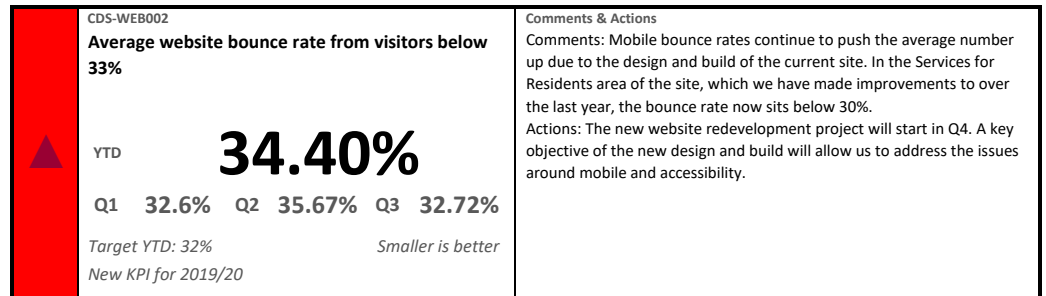 CDS-WEB002
Average website bounce rate from visitors below
33%
YTD 34.40%
Q1 32.6% Q2 35.67% Q3 32.72%
Target YTD: 32% Smaller is better
New KPI for 2019/20
Comments & Actions
Comments: Mobile bounce rates continue to push the average number
up due to the design and build of the current site. In the Services for
Residents area of the site, which we have made improvements to over
the last year, the bounce rate now sits below 30%.
Actions: The new website redevelopment project will start in Q4. A key
objective of the new design and build will allow us to address the issues
around mobile and accessibility.